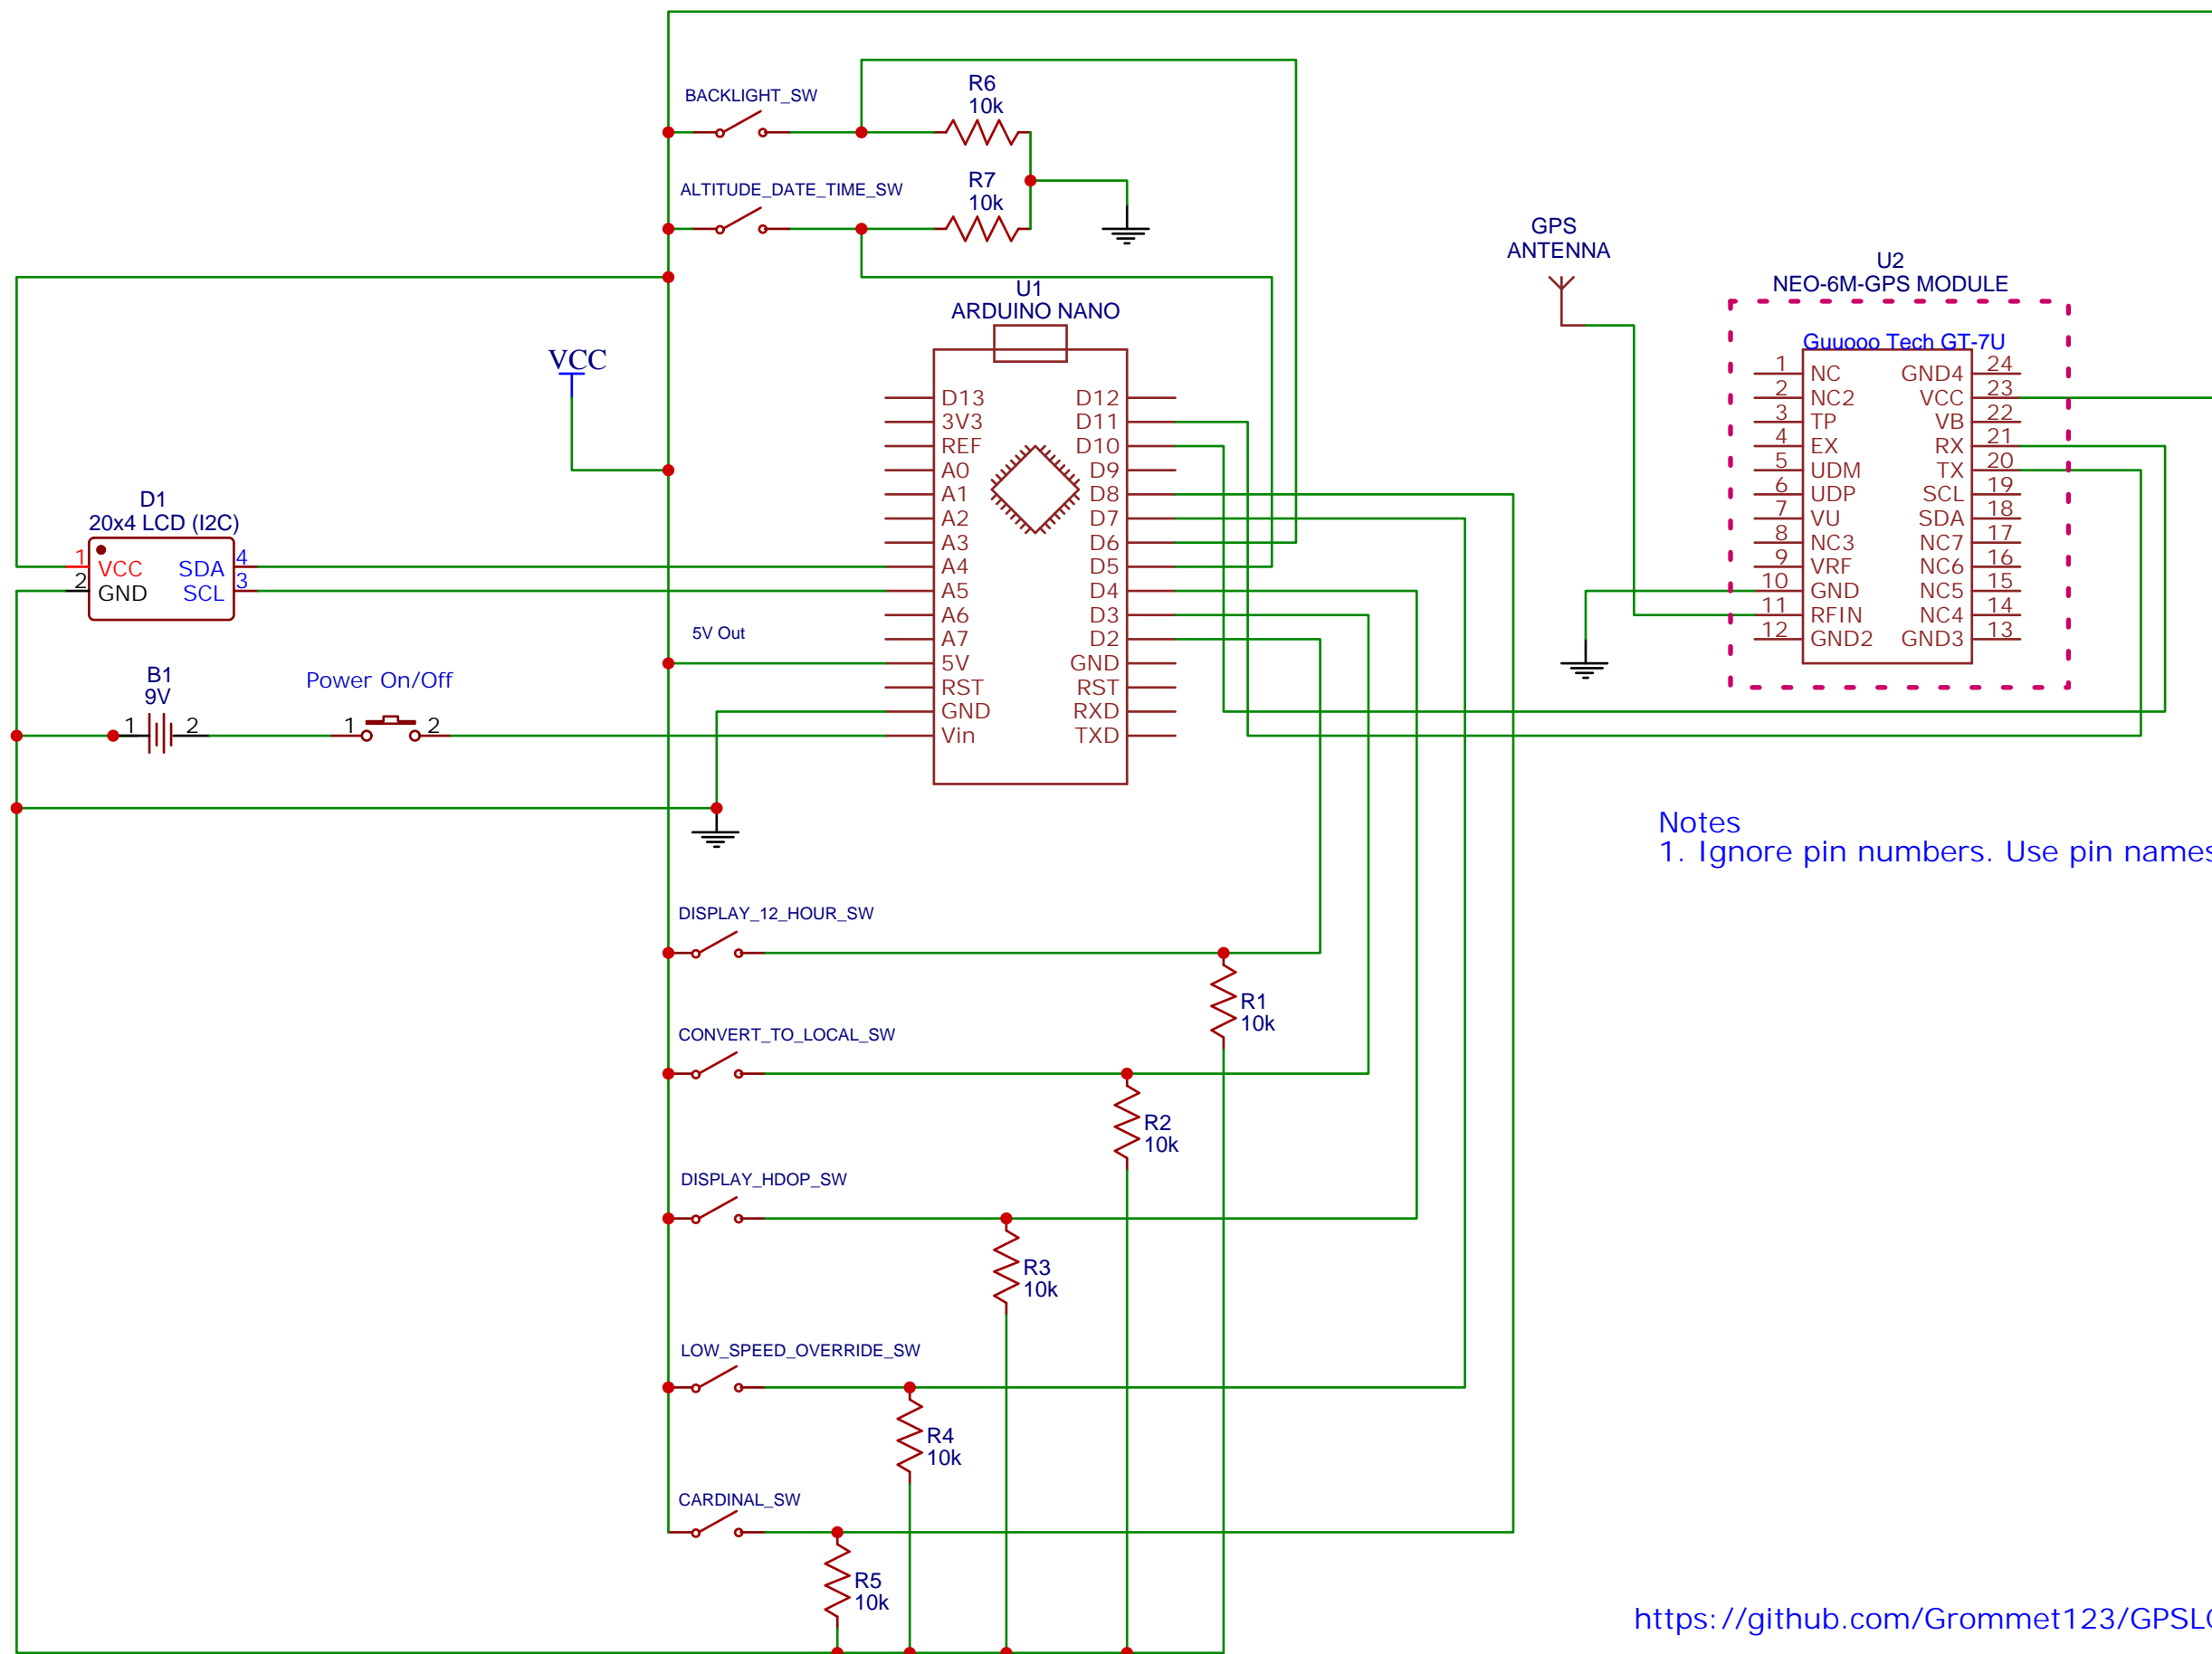 BACKLIGHT_SW
R6
10k
ALTITUDE_DATE_TIME_SW
R7
10k
GPS
ANTENNA
U2
NEO-6M-GPS MODULE
Guuooo Tech GT-7U
1 NC GND4 24
2 NC2 VCC 23
3 TP VB 22
4 EX RX 21
5 UDM TX 20
6 UDP SCL 19
7 VU SDA 18
8 NC3 NC7 17
9 VRF NC6 16
10 GND NC5 15
11 RFIN NC4 14
12 GND2 GND3 13
U1
ARDUINO NANO
D13 D12
3V3 D11
REF D10
A0 D9
A1 D8
A2 D7
A3 D6
A4 D5
A5 D4
A6 D3
A7 D2
5V GND
RST RST
GND RXD
Vin TXD
VCC
D1
20x4 LCD (I2C)
1 VCC SDA 4
2 GND SCL 3
5V Out
B1
9V
1 2
Power On/Off
1 2
Notes
1. Ignore pin numbers. Use pin names
DISPLAY_12_HOUR_SW
R1
10k
CONVERT_TO_LOCAL_SW
R2
10k
DISPLAY_HDOP_SW
R3
10k
LOW_SPEED_OVERRIDE_SW
R4
10k
CARDINAL_SW
R5
10k
https://github.com/Grommet123/GPSL